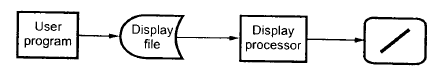 User
program
Display
file
Display
processor